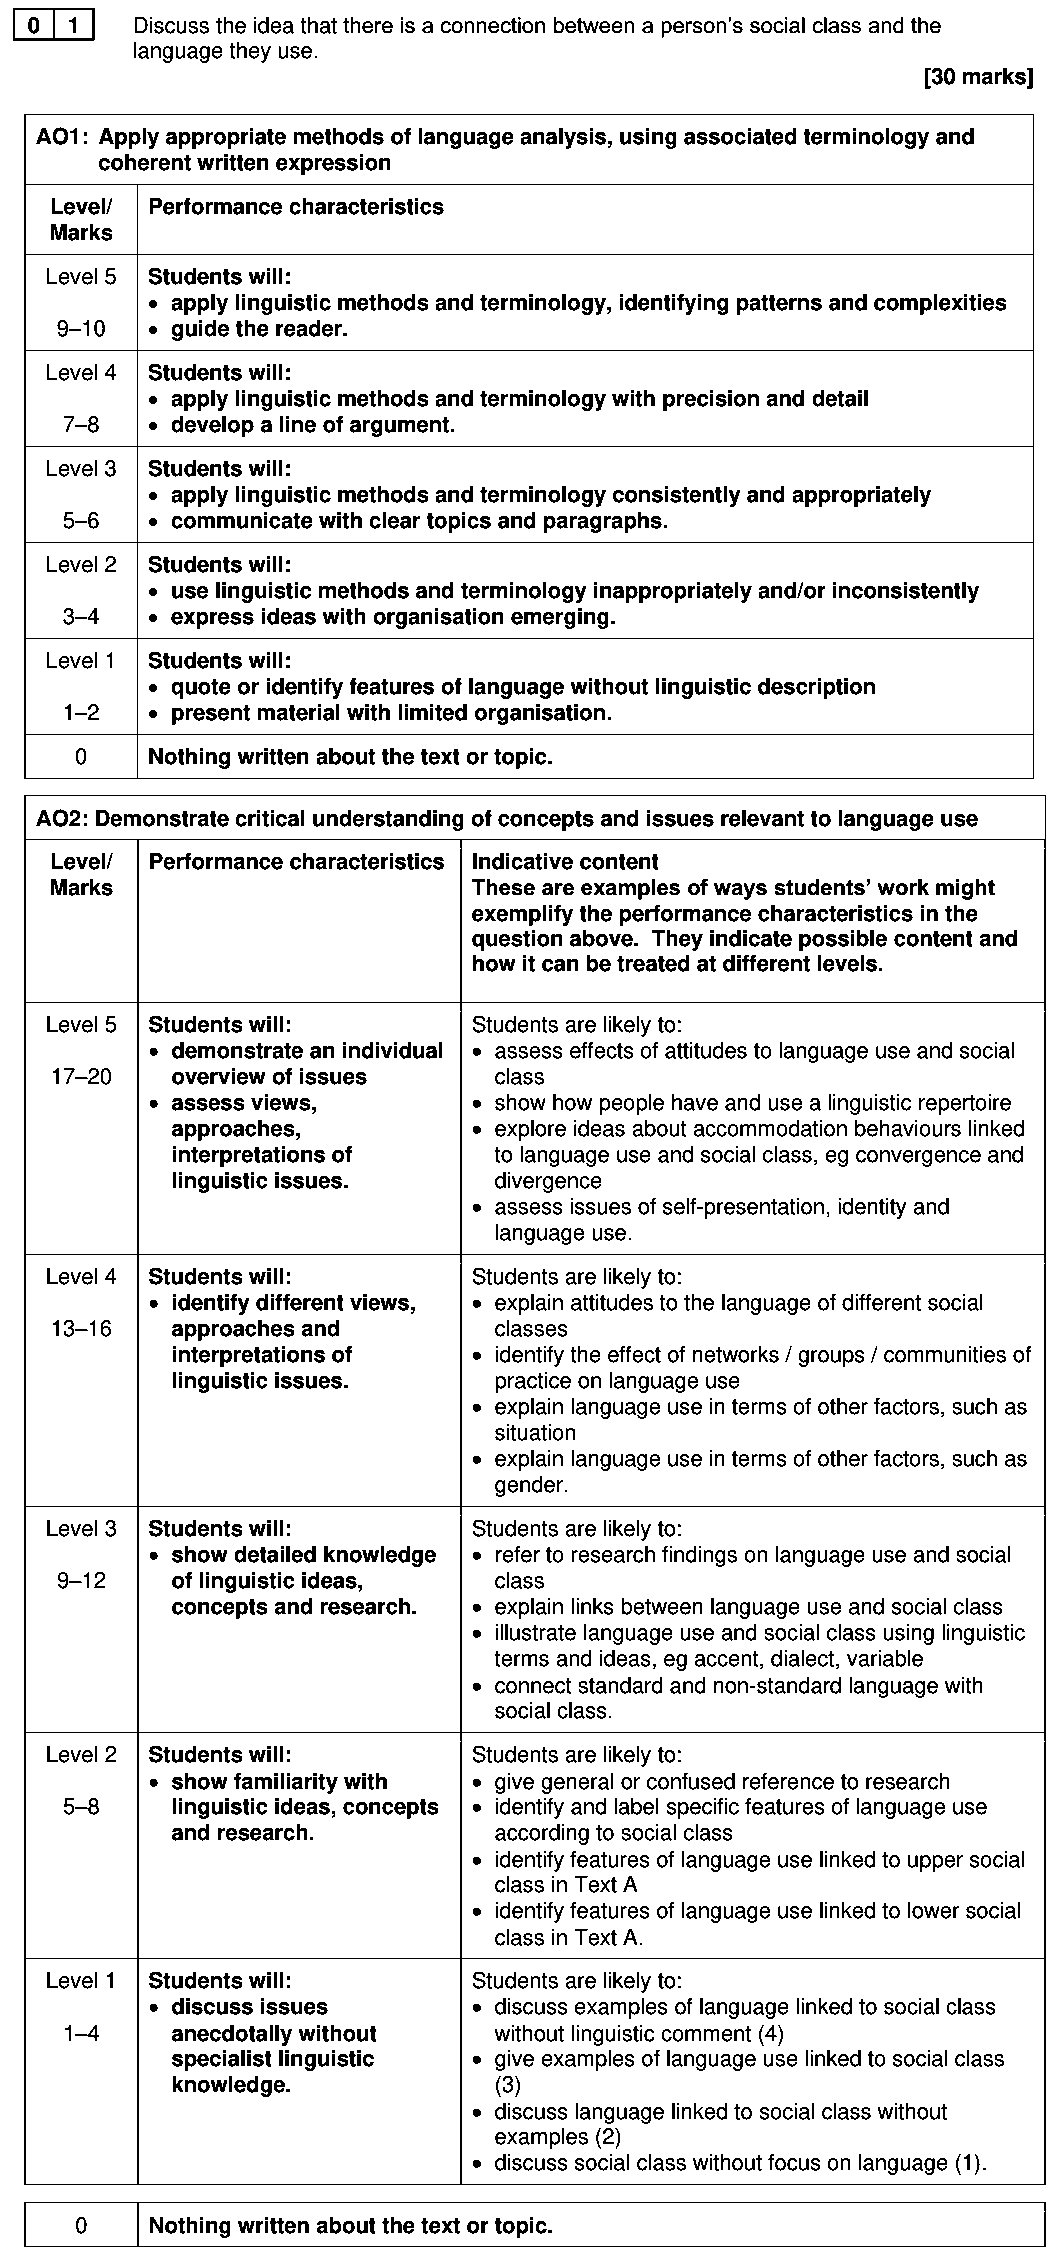 0 1 Discuss the idea that there is a connection between a person's social class and the
language they use.
[30 marks]
AO1: Apply appropriate methods of language analysis, using associated terminology and
coherent written expression
Level/ Performance characteristics
Marks
Level 5 Students will:
• apply linguistic methods and terminology, identifying patterns and complexities
9–10 • guide the reader.
Level 4 Students will:
• apply linguistic methods and terminology with precision and detail
7–8 • develop a line of argument.
Level 3 Students will:
• apply linguistic methods and terminology consistently and appropriately
5–6 • communicate with clear topics and paragraphs.
Level 2 Students will:
• use linguistic methods and terminology inappropriately and/or inconsistently
3–4 • express ideas with organisation emerging.
Level 1 Students will:
• quote or identify features of language without linguistic description
1–2 • present material with limited organisation.
0 Nothing written about the text or topic.
AO2: Demonstrate critical understanding of concepts and issues relevant to language use
Level/ Performance characteristics Indicative content
Marks These are examples of ways students' work might
exemplify the performance characteristics in the
question above. They indicate possible content and
how it can be treated at different levels.
Level 5 Students will: Students are likely to:
• demonstrate an individual • assess effects of attitudes to language use and social
17–20 overview of issues class
• assess views, • show how people have and use a linguistic repertoire
approaches, • explore ideas about accommodation behaviours linked
interpretations of to language use and social class, eg convergence and
linguistic issues. divergence
• assess issues of self-presentation, identity and
language use.
Level 4 Students will: Students are likely to:
• identify different views, • explain attitudes to the language of different social
13–16 approaches and classes
interpretations of • identify the effect of networks / groups / communities of
linguistic issues. practice on language use
• explain language use in terms of other factors, such as
situation
• explain language use in terms of other factors, such as
gender.
Level 3 Students will: Students are likely to:
• show detailed knowledge • refer to research findings on language use and social
9–12 of linguistic ideas, class
concepts and research. • explain links between language use and social class
• illustrate language use and social class using linguistic
terms and ideas, eg accent, dialect, variable
• connect standard and non-standard language with
social class.
Level 2 Students will: Students are likely to:
• show familiarity with • give general or confused reference to research
5–8 linguistic ideas, concepts • identify and label specific features of language use
and research. according to social class
• identify features of language use linked to upper social
class in Text A
• identify features of language use linked to lower social
class in Text A.
Level 1 Students will: Students are likely to:
• discuss issues • discuss examples of language linked to social class
1–4 anecdotally without without linguistic comment (4)
specialist linguistic • give examples of language use linked to social class
knowledge. (3)
• discuss language linked to social class without
examples (2)
• discuss social class without focus on language (1).
0 Nothing written about the text or topic.